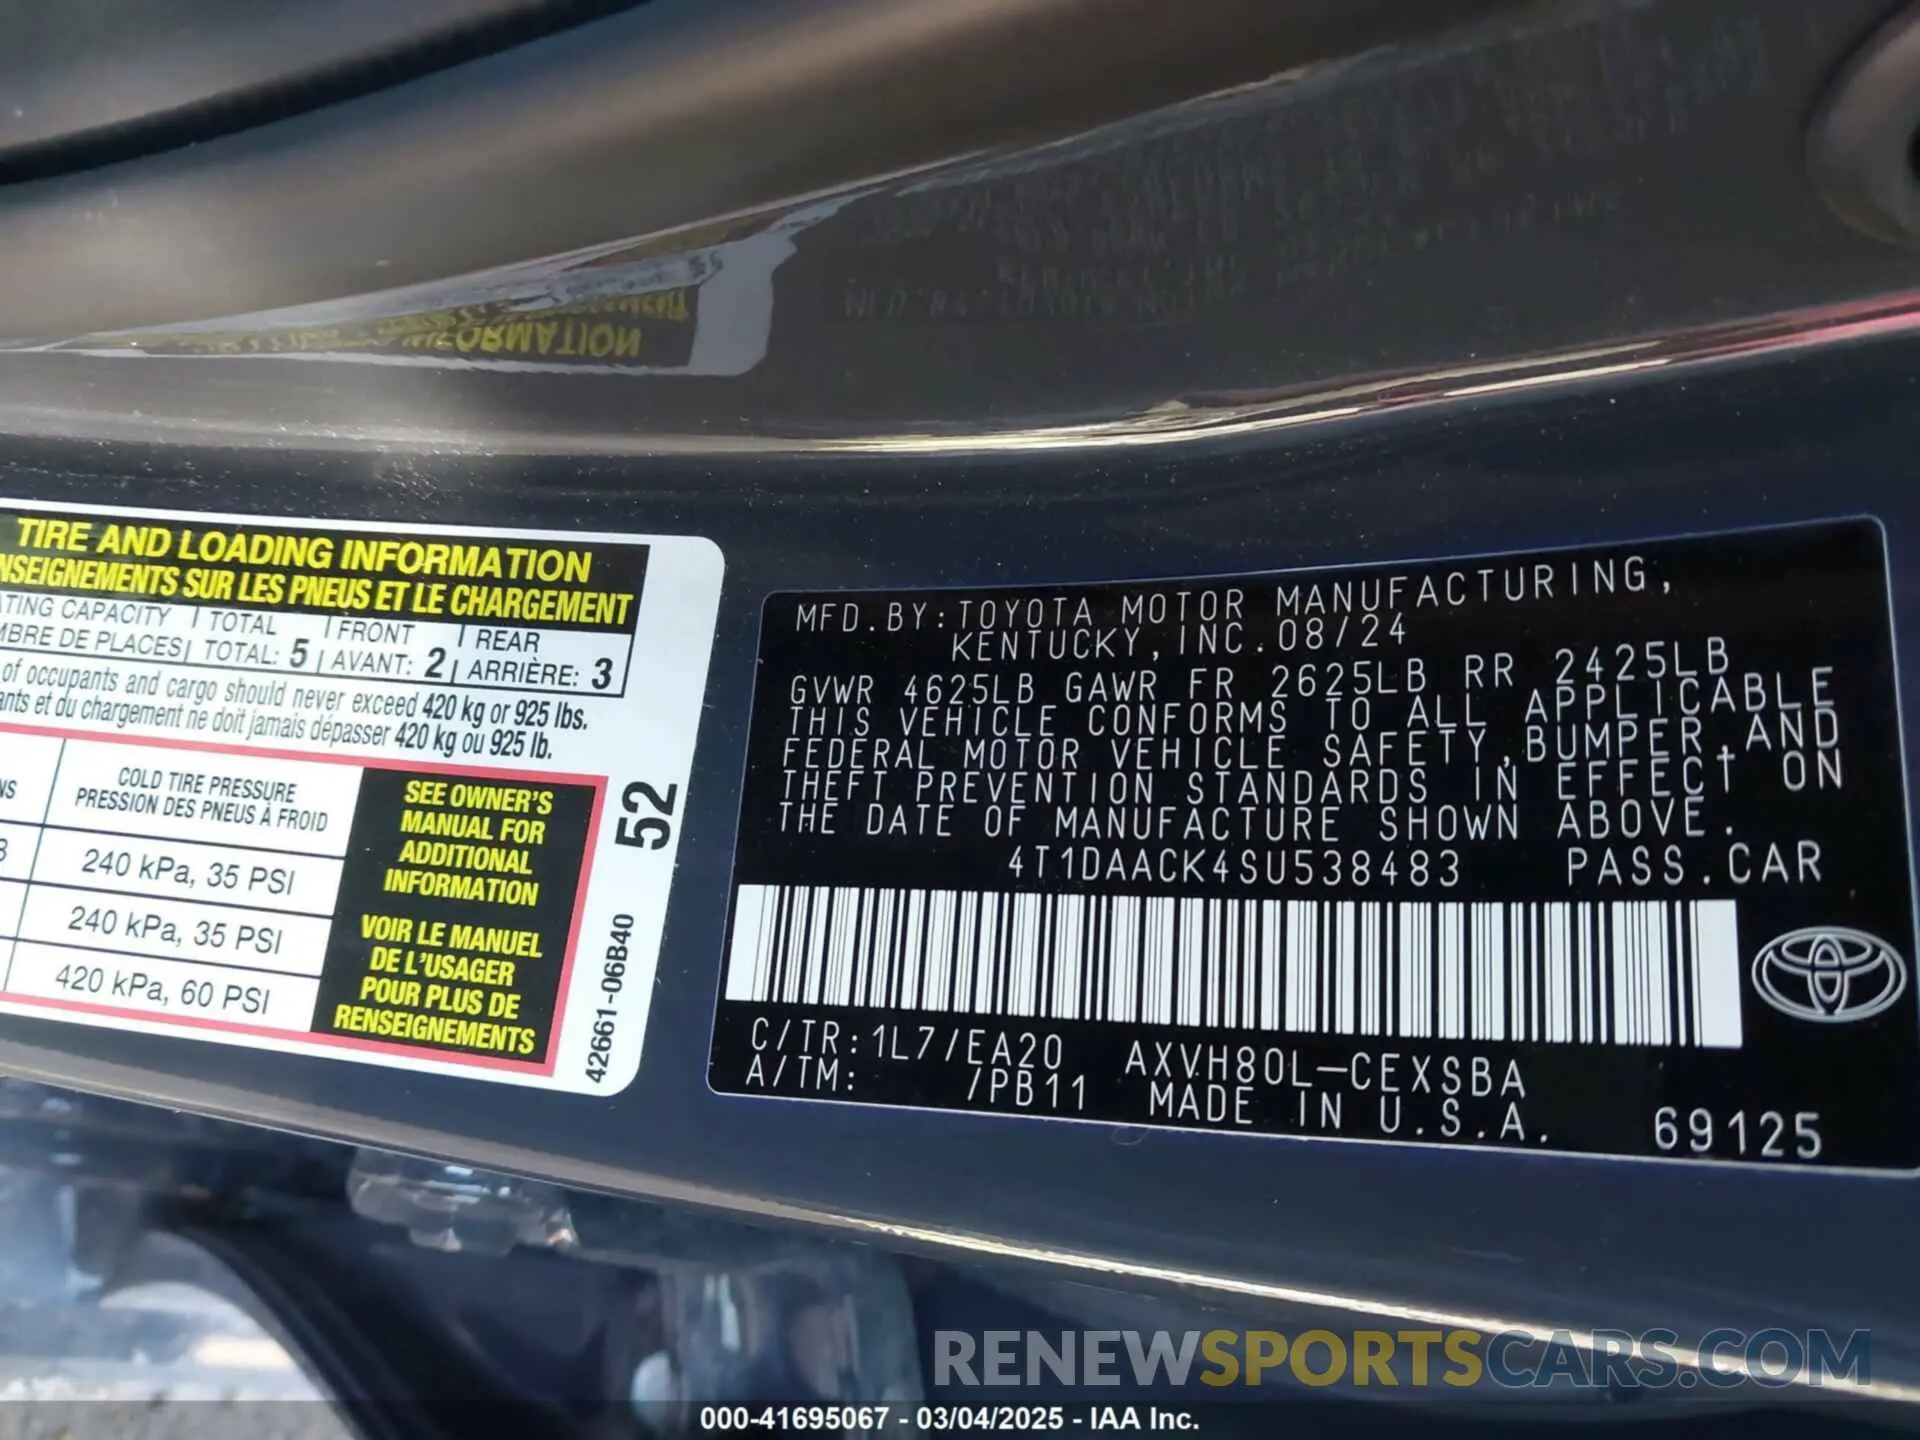 TIRE AND LOADING INFORMATION
NSEIGNEMENTS SUR LES PNEUS ET LE CHARGEMENT
ATING CAPACITY | TOTAL | FRONT | REAR
MBRE DE PLACES | TOTAL: 5 | AVANT: 2 | ARRIÈRE: 3
of occupants and cargo should never exceed 420 kg or 925 lbs.
ants et du chargement ne doit jamais dépasser 420 kg ou 925 lb.
NS
COLD TIRE PRESSURE
PRESSION DES PNEUS À FROID
240 kPa, 35 PSI
240 kPa, 35 PSI
420 kPa, 60 PSI
SEE OWNER'S
MANUAL FOR
ADDITIONAL
INFORMATION
VOIR LE MANUEL
DE L'USAGER
POUR PLUS DE
RENSEIGNEMENTS
52
42661-06B40
MFD.BY:TOYOTA MOTOR MANUFACTURING,
KENTUCKY,INC.08/24
GVWR 4625LB GAWR FR 2625LB RR 2425LB
THIS VEHICLE CONFORMS TO ALL APPLICABLE
FEDERAL MOTOR VEHICLE SAFETY,BUMPER,AND
THEFT PREVENTION STANDARDS IN EFFECT ON
THE DATE OF MANUFACTURE SHOWN ABOVE.
4T1DAACK4SU538483 PASS.CAR
C/TR:1L7/EA20 AXVH80L-CEXSBA
A/TM: /PB11 MADE IN U.S.A.
69125
RENEWSPORTSCARS.COM
000-41695067 - 03/04/2025 - IAA Inc.